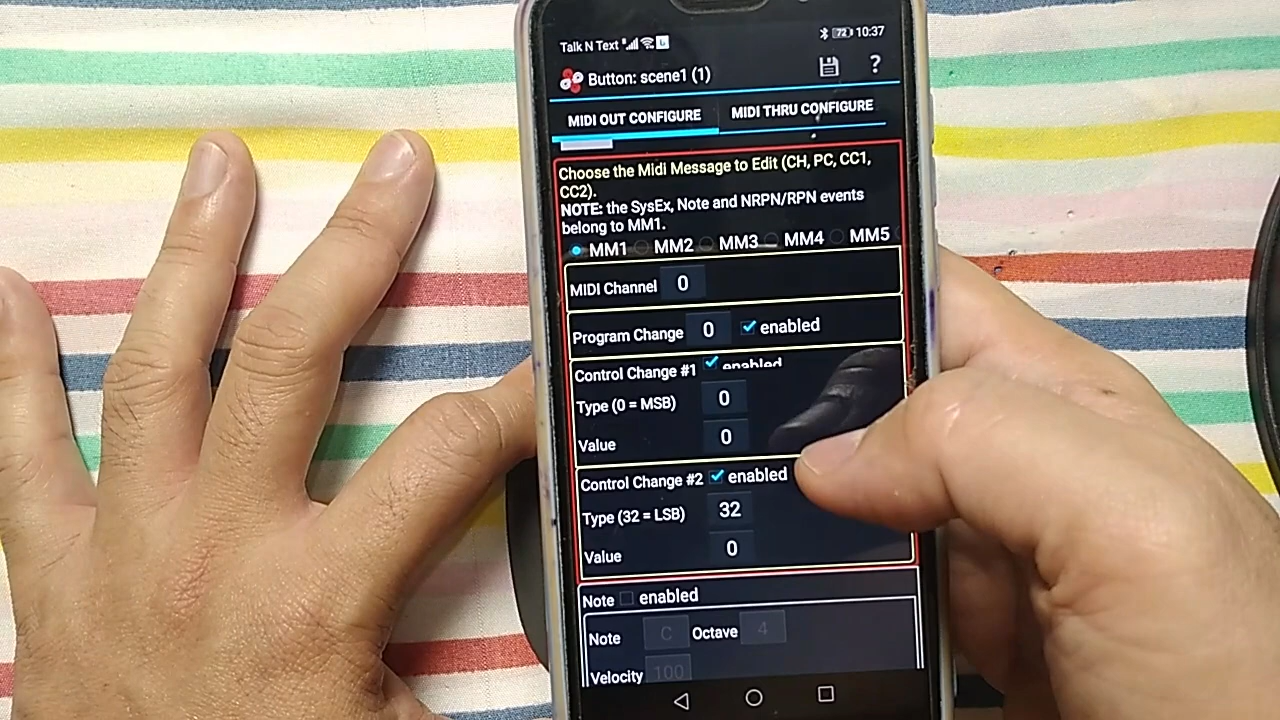 Talk N Text 72 10:37
Button: scene1 (1) ?
MIDI OUT CONFIGURE MIDI THRU CONFIGURE
Choose the Midi Message to Edit (CH, PC, CC1,
CC2).
NOTE: the SysEx, Note and NRPN/RPN events
belong to MM1.
MM1 MM2 MM3 MM4 MM5
MIDI Channel 0
Program Change 0 enabled
Control Change #1 enabled
Type (0 = MSB) 0
Value 0
Control Change #2 enabled
Type (32 = LSB) 32
Value 0
Note enabled
Note C Octave 4
Velocity 100